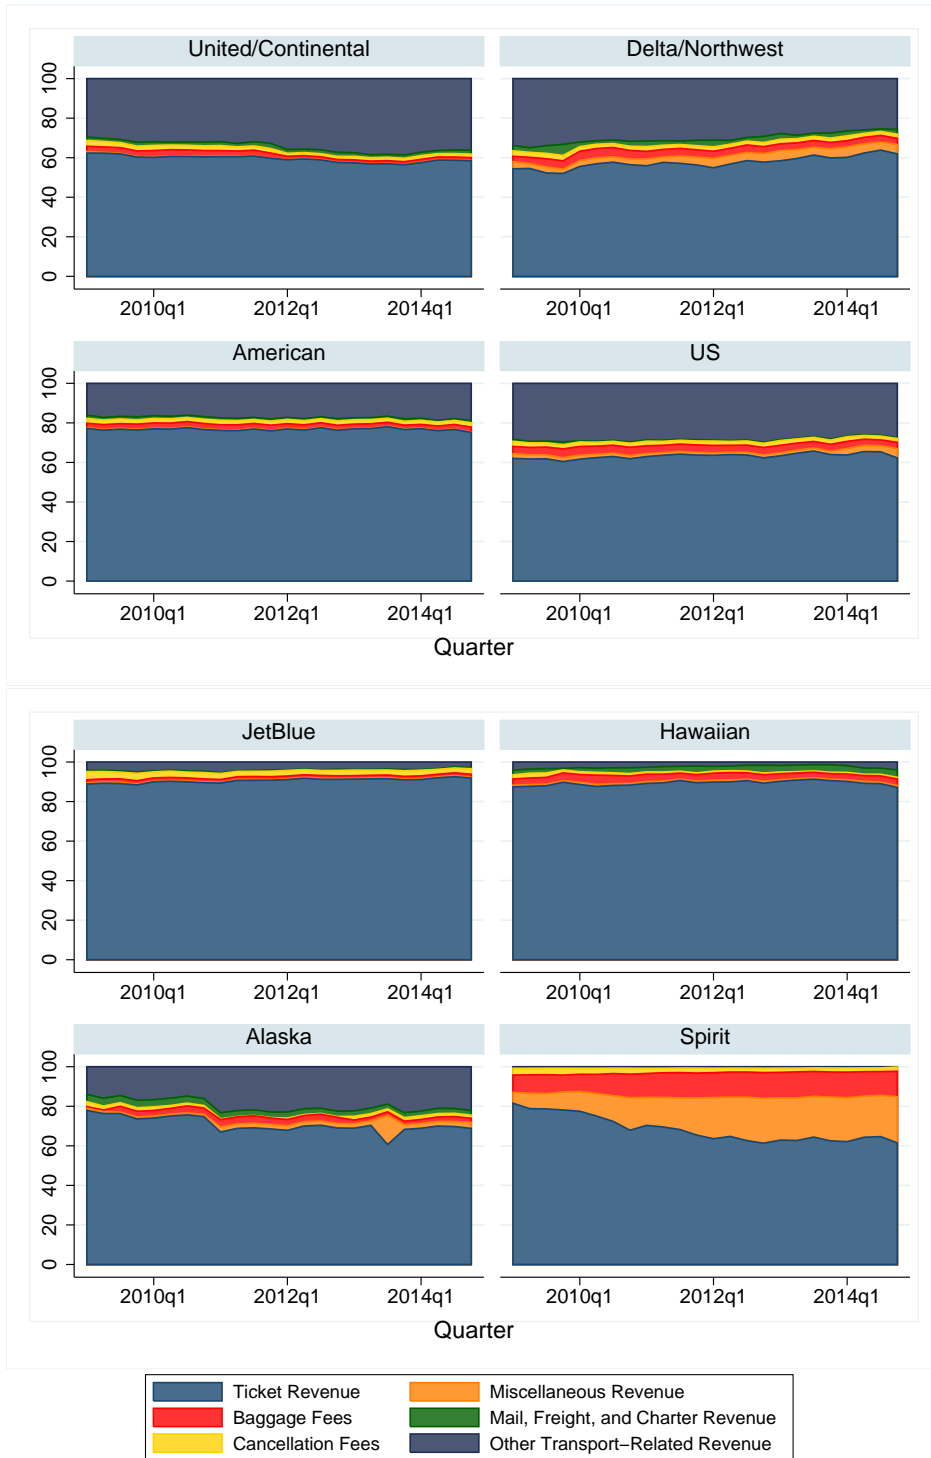 United/Continental
Delta/Northwest
0 20 40 60 80 100
2010q1 2012q1 2014q1
2010q1 2012q1 2014q1
American
US
0 20 40 60 80 100
2010q1 2012q1 2014q1
2010q1 2012q1 2014q1
Quarter
JetBlue
Hawaiian
0 20 40 60 80 100
2010q1 2012q1 2014q1
2010q1 2012q1 2014q1
Alaska
Spirit
0 20 40 60 80 100
2010q1 2012q1 2014q1
2010q1 2012q1 2014q1
Quarter
Ticket Revenue
Miscellaneous Revenue
Baggage Fees
Mail, Freight, and Charter Revenue
Cancellation Fees
Other Transport−Related Revenue